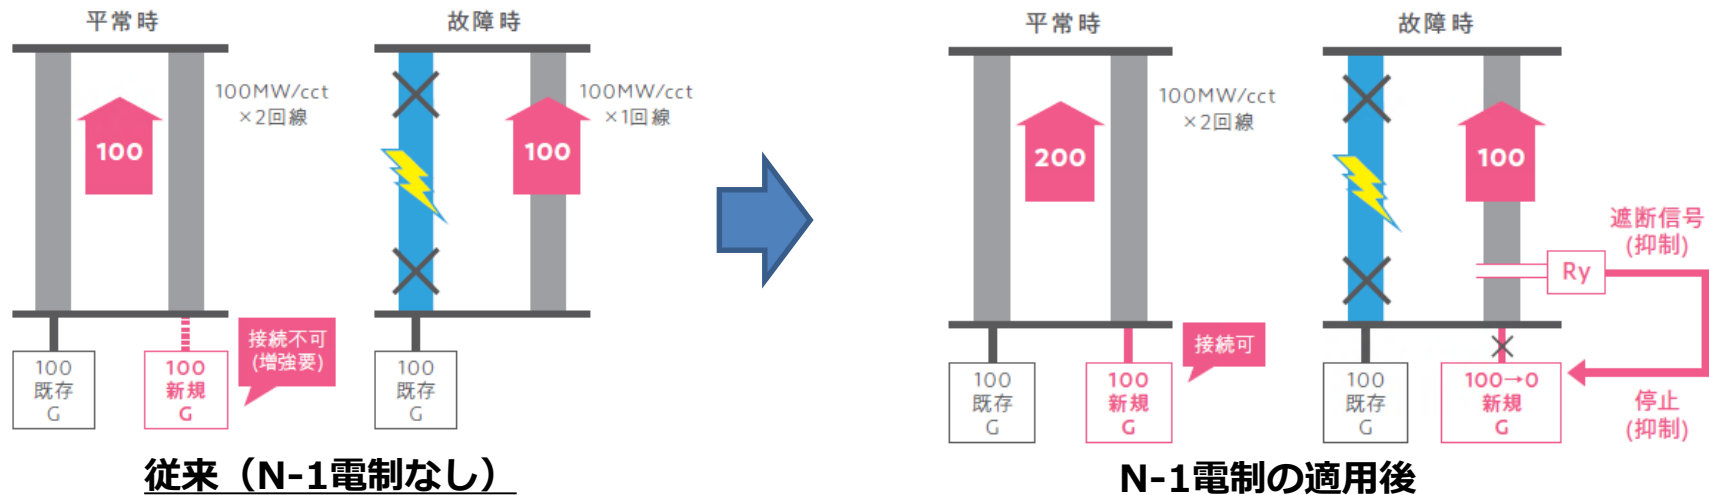 平常時
100MW/cct
×2回線
100
接続不可
(増強要)
100
既存
G
100
新規
G
故障時
100MW/cct
×1回線
100
100
既存
G
従来（N-1電制なし）
平常時
100MW/cct
×2回線
200
接続可
100
既存
G
100
新規
G
故障時
100
遮断信号
(抑制)
Ry
100
既存
G
100→0
新規
G
停止
(抑制)
N-1電制の適用後